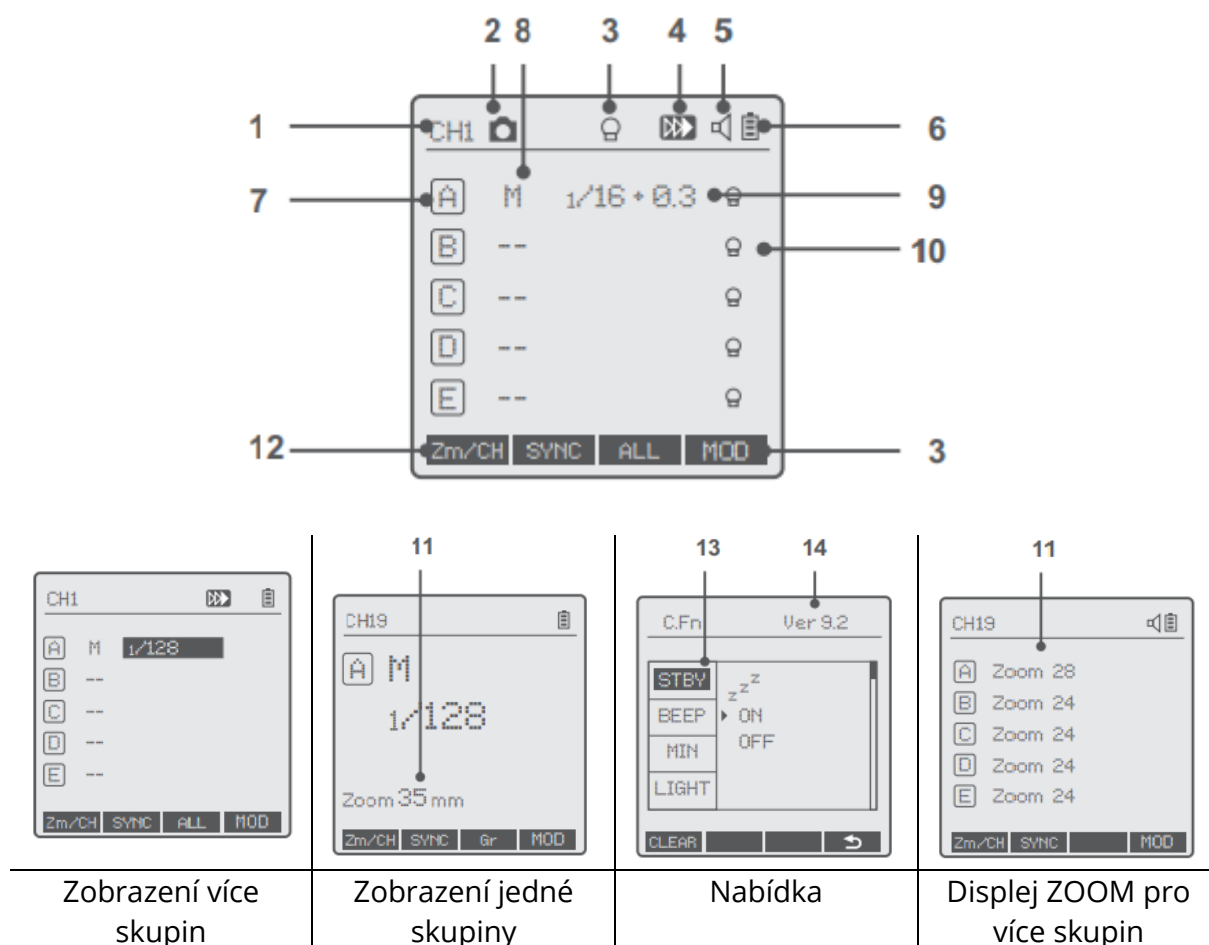 2 8 3 4 5
1 CH1 6
7 A M 1/16 + 0.3 9
B -- 10
C --
D --
E --
12 Zm/CH SYNC ALL MOD 3
11 13 14 11
CH1
A M 1/128
B --
C --
D --
E --
Zm/CH SYNC ALL MOD
CH19
A M
1/128
Zoom 35 mm
Zm/CH SYNC Gr MOD
C.Fn Ver 9.2
STBY zzz
BEEP ON
OFF
MIN
LIGHT
CLEAR
CH19
A Zoom 28
B Zoom 24
C Zoom 24
D Zoom 24
E Zoom 24
Zm/CH SYNC MOD
Zobrazení více
skupin
Zobrazení jedné
skupiny
Nabídka
Displej ZOOM pro
více skupin